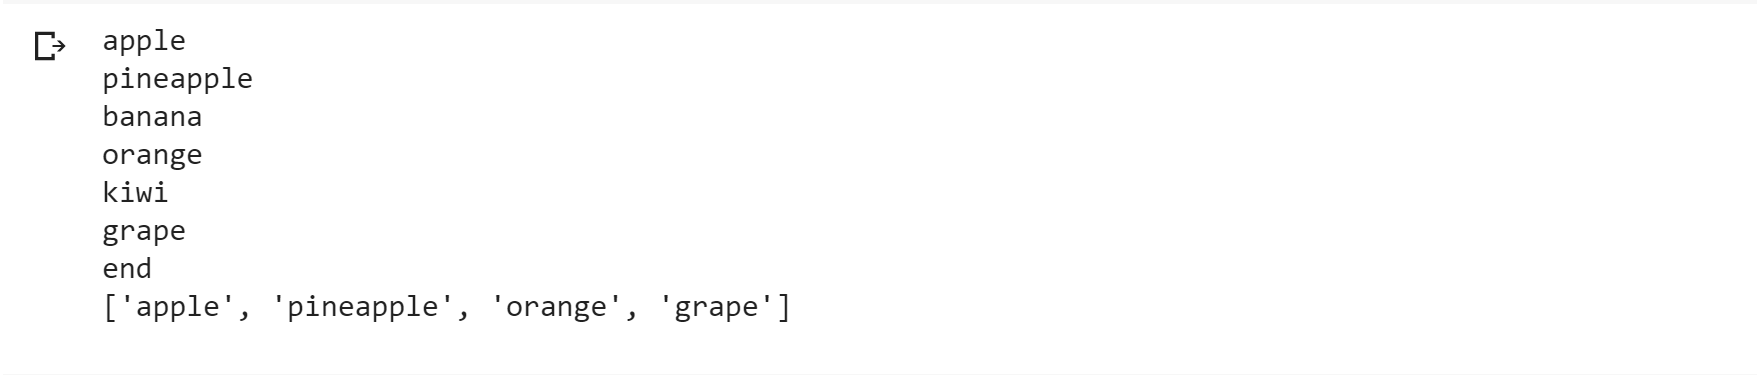 apple
pineapple
banana
orange
kiwi
grape
end
['apple', 'pineapple', 'orange', 'grape']